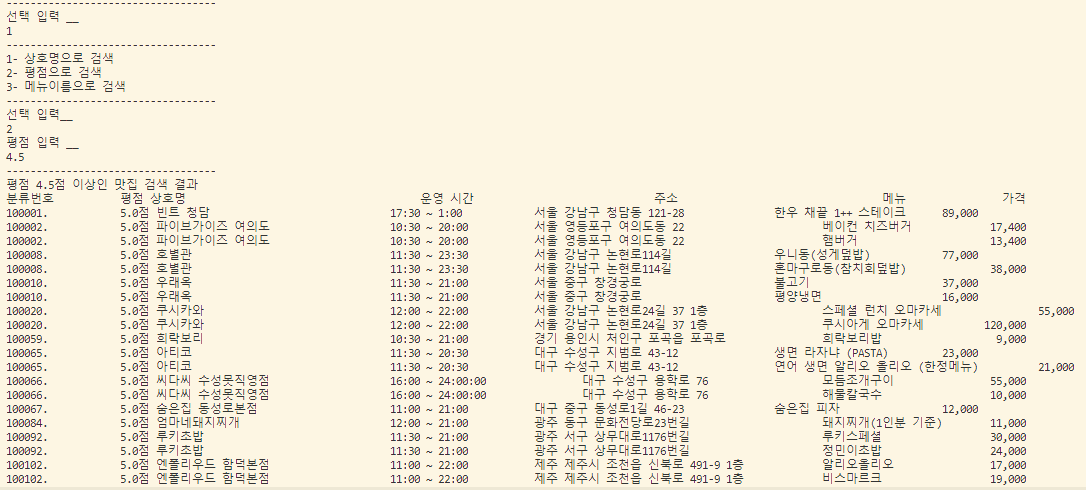 -----------------------------------
선택 입력 __
1
-----------------------------------
1- 상호명으로 검색
2- 평점으로 검색
3- 메뉴이름으로 검색
-----------------------------------
선택 입력__
2
평점 입력 __
4.5
-----------------------------------
평점 4.5점 이상인 맛집 검색 결과
분류번호 평점 상호명 운영 시간 주소 메뉴 가격
100001. 5.0점 빈트 청담 17:30 ~ 1:00 서울 강남구 청담동 121-28 한우 채끝 1++ 스테이크 89,000
100002. 5.0점 파이브가이즈 여의도 10:30 ~ 20:00 서울 영등포구 여의도동 22 베이컨 치즈버거 17,400
100002. 5.0점 파이브가이즈 여의도 10:30 ~ 20:00 서울 영등포구 여의도동 22 햄버거 13,400
100008. 5.0점 호별관 11:30 ~ 23:30 서울 강남구 논현로114길 우니동(성게덮밥) 77,000
100008. 5.0점 호별관 11:30 ~ 23:30 서울 강남구 논현로114길 혼마구로동(참치회덮밥) 38,000
100010. 5.0점 우래옥 11:30 ~ 21:00 서울 중구 창경궁로 불고기 37,000
100010. 5.0점 우래옥 11:30 ~ 21:00 서울 중구 창경궁로 평양냉면 16,000
100020. 5.0점 쿠시카와 12:00 ~ 22:00 서울 강남구 논현로24길 37 1층 스페셜 런치 오마카세 55,000
100020. 5.0점 쿠시카와 12:00 ~ 22:00 서울 강남구 논현로24길 37 1층 쿠시아게 오마카세 120,000
100059. 5.0점 희락보리 10:30 ~ 21:00 경기 용인시 처인구 포곡읍 포곡로 희락보리밥 9,000
100065. 5.0점 아티코 11:30 ~ 20:30 대구 수성구 지범로 43-12 생면 라자냐 (PASTA) 23,000
100065. 5.0점 아티코 11:30 ~ 20:30 대구 수성구 지범로 43-12 연어 생면 알리오 올리오 (한정메뉴) 21,000
100066. 5.0점 씨다씨 수성못직영점 16:00 ~ 24:00:00 대구 수성구 용학로 76 모듬조개구이 55,000
100066. 5.0점 씨다씨 수성못직영점 16:00 ~ 24:00:00 대구 수성구 용학로 76 해물칼국수 10,000
100067. 5.0점 숨은집 동성로본점 11:00 ~ 21:00 대구 중구 동성로1길 46-23 숨은집 피자 12,000
100084. 5.0점 엄마네돼지찌개 12:00 ~ 21:00 광주 동구 문화전당로23번길 돼지찌개(1인분 기준) 11,000
100092. 5.0점 루키초밥 11:30 ~ 21:00 광주 서구 상무대로1176번길 루키스페셜 30,000
100092. 5.0점 루키초밥 11:30 ~ 21:00 광주 서구 상무대로1176번길 정민이초밥 24,000
100102. 5.0점 엔폴리우드 함덕본점 11:00 ~ 22:00 제주 제주시 조천읍 신북로 491-9 1층 알리오올리오 17,000
100102. 5.0점 엔폴리우드 함덕본점 11:00 ~ 22:00 제주 제주시 조천읍 신북로 491-9 1층 비스마르크 19,000